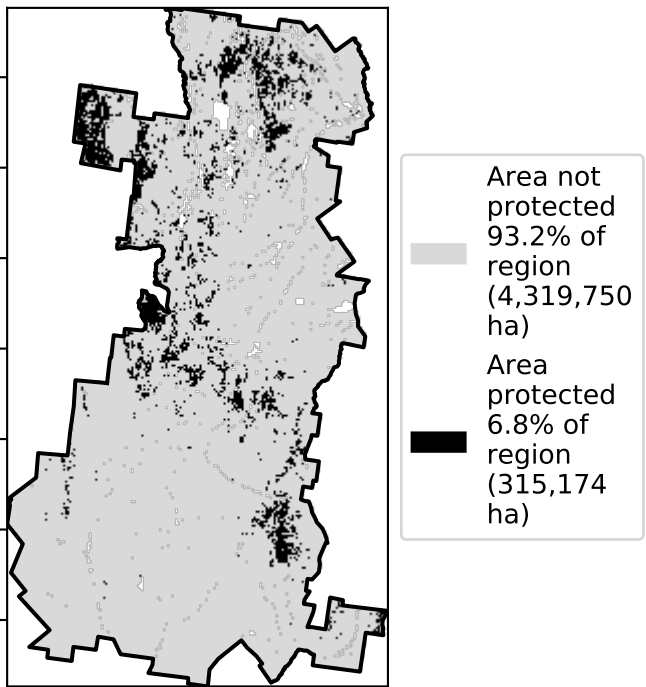 Area not
protected
93.2% of
region
(4,319,750
ha)
Area
protected
6.8% of
region
(315,174
ha)